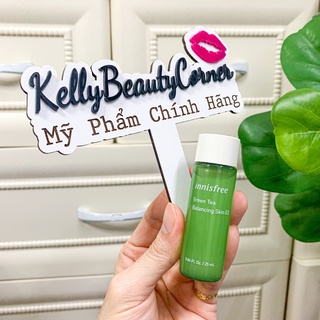 KellyBeautyCorner
Mỹ Phẩm Chính Hãng
innisfree
Green Tea
Balancing Skin EX